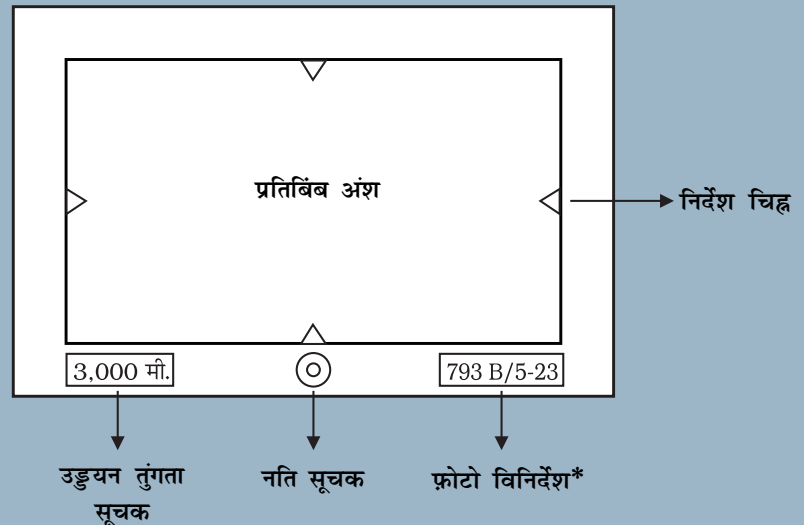 प्रतिबिंब अंश
निर्देश चिह्न
3,000 मी.
793 B/5-23
उड्डयन तुंगता
सूचक
नति सूचक
फ़ोटो विनिर्देश*